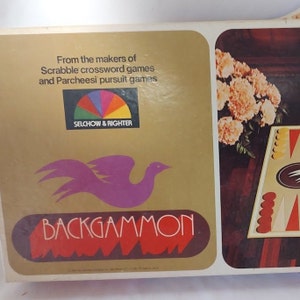 From the makers of
Scrabble crossword games
and Parcheesi pursuit games
SELCHOW & RIGHTER
BACKGAMMON